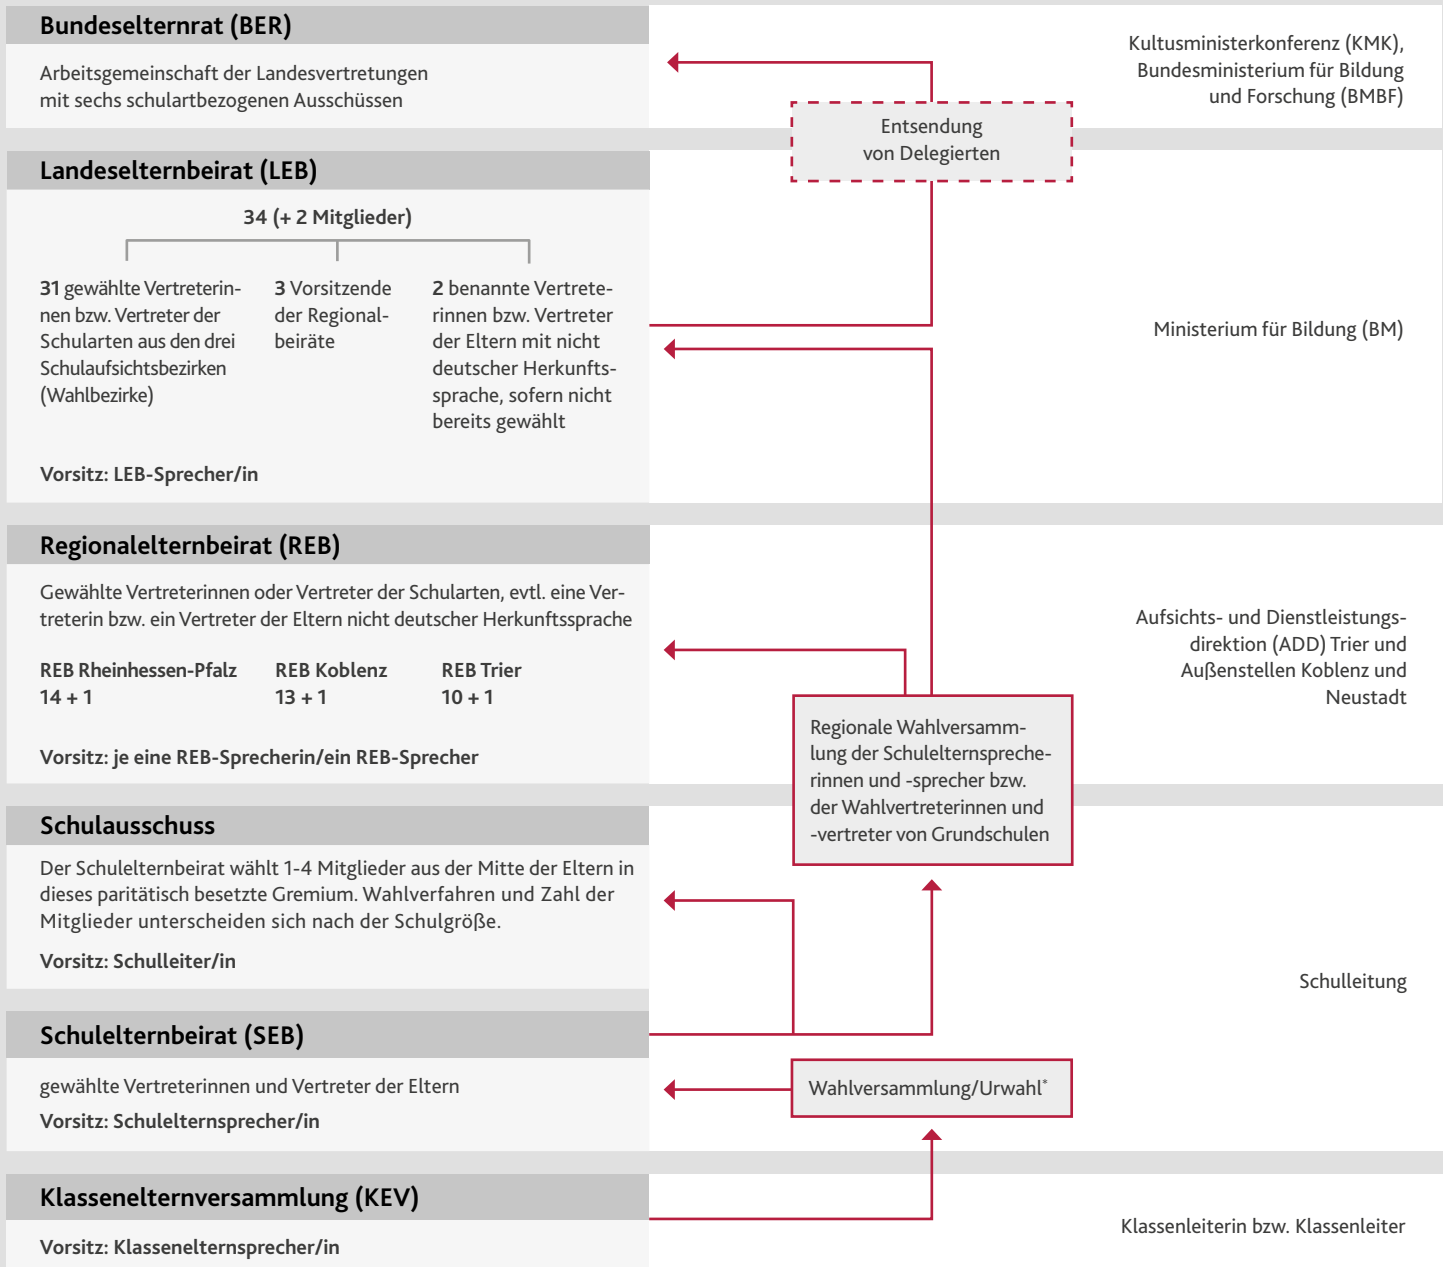 Bundeselternrat (BER)
Arbeitsgemeinschaft der Landesvertretungen
mit sechs schulartbezogenen Ausschüssen
Kultusministerkonferenz (KMK),
Bundesministerium für Bildung
und Forschung (BMBF)
Entsendung
von Delegierten
Landeselternbeirat (LEB)
34 (+ 2 Mitglieder)
31 gewählte Vertreterin-
nen bzw. Vertreter der
Schularten aus den drei
Schulaufsichtsbezirken
(Wahlbezirke)
3 Vorsitzende
der Regional-
beiräte
2 benannte Vertrete-
rinnen bzw. Vertreter
der Eltern mit nicht
deutscher Herkunfts-
sprache, sofern nicht
bereits gewählt
Vorsitz: LEB-Sprecher/in
Ministerium für Bildung (BM)
Regionalelternbeirat (REB)
Gewählte Vertreterinnen oder Vertreter der Schularten, evtl. eine Ver-
treterin bzw. ein Vertreter der Eltern nicht deutscher Herkunftssprache
REB Rheinhessen-Pfalz
14 + 1
REB Koblenz
13 + 1
REB Trier
10 + 1
Vorsitz: je eine REB-Sprecherin/ein REB-Sprecher
Aufsichts- und Dienstleistungs-
direktion (ADD) Trier und
Außenstellen Koblenz und
Neustadt
Regionale Wahlversamm-
lung der Schulelternspreche-
rinnen und -sprecher bzw.
der Wahlvertreterinnen und
-vertreter von Grundschulen
Schulausschuss
Der Schulelternbeirat wählt 1-4 Mitglieder aus der Mitte der Eltern in
dieses paritätisch besetzte Gremium. Wahlverfahren und Zahl der
Mitglieder unterscheiden sich nach der Schulgröße.
Vorsitz: Schulleiter/in
Schulleitung
Schulelternbeirat (SEB)
gewählte Vertreterinnen und Vertreter der Eltern
Vorsitz: Schulelternsprecher/in
Wahlversammlung/Urwahl*
Klassenelternversammlung (KEV)
Vorsitz: Klassenelternsprecher/in
Klassenleiterin bzw. Klassenleiter